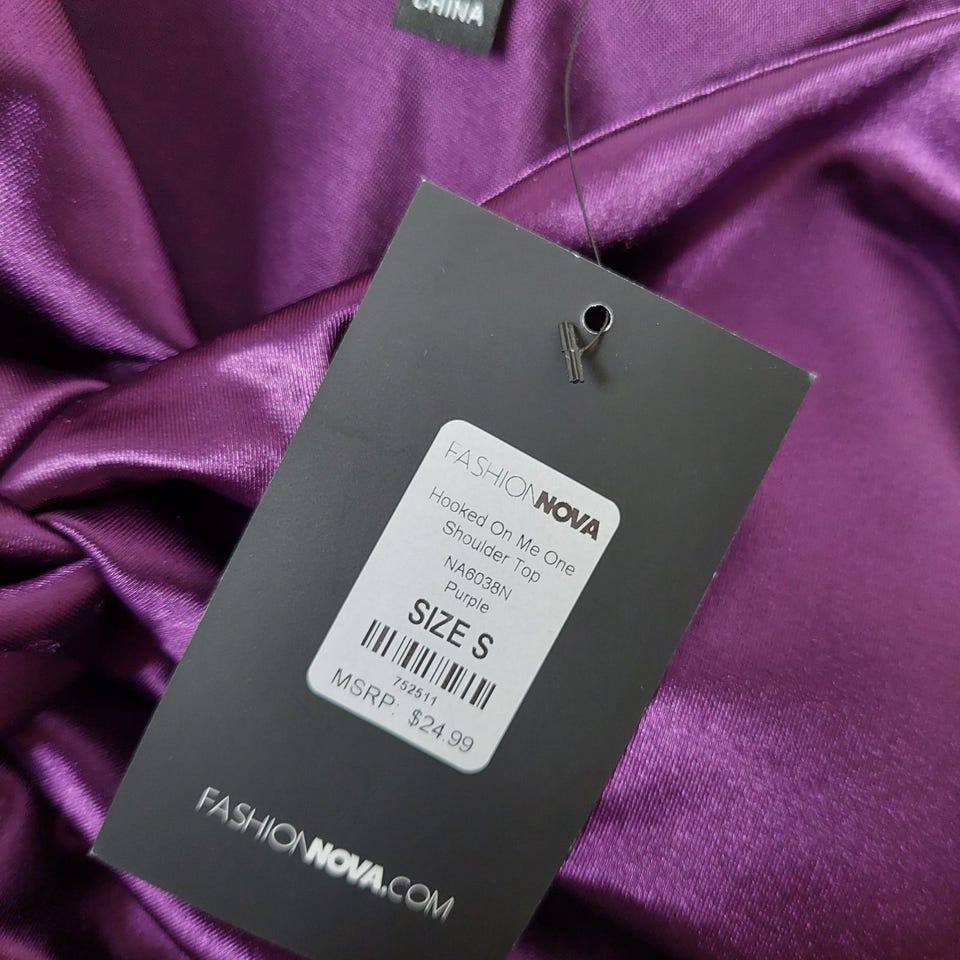 CHINA
FASHIONNOVA
Hooked On Me One
Shoulder Top
NA6038N
Purple
SIZE S
752511
MSRP: $24.99
FASHIONNOVA.COM